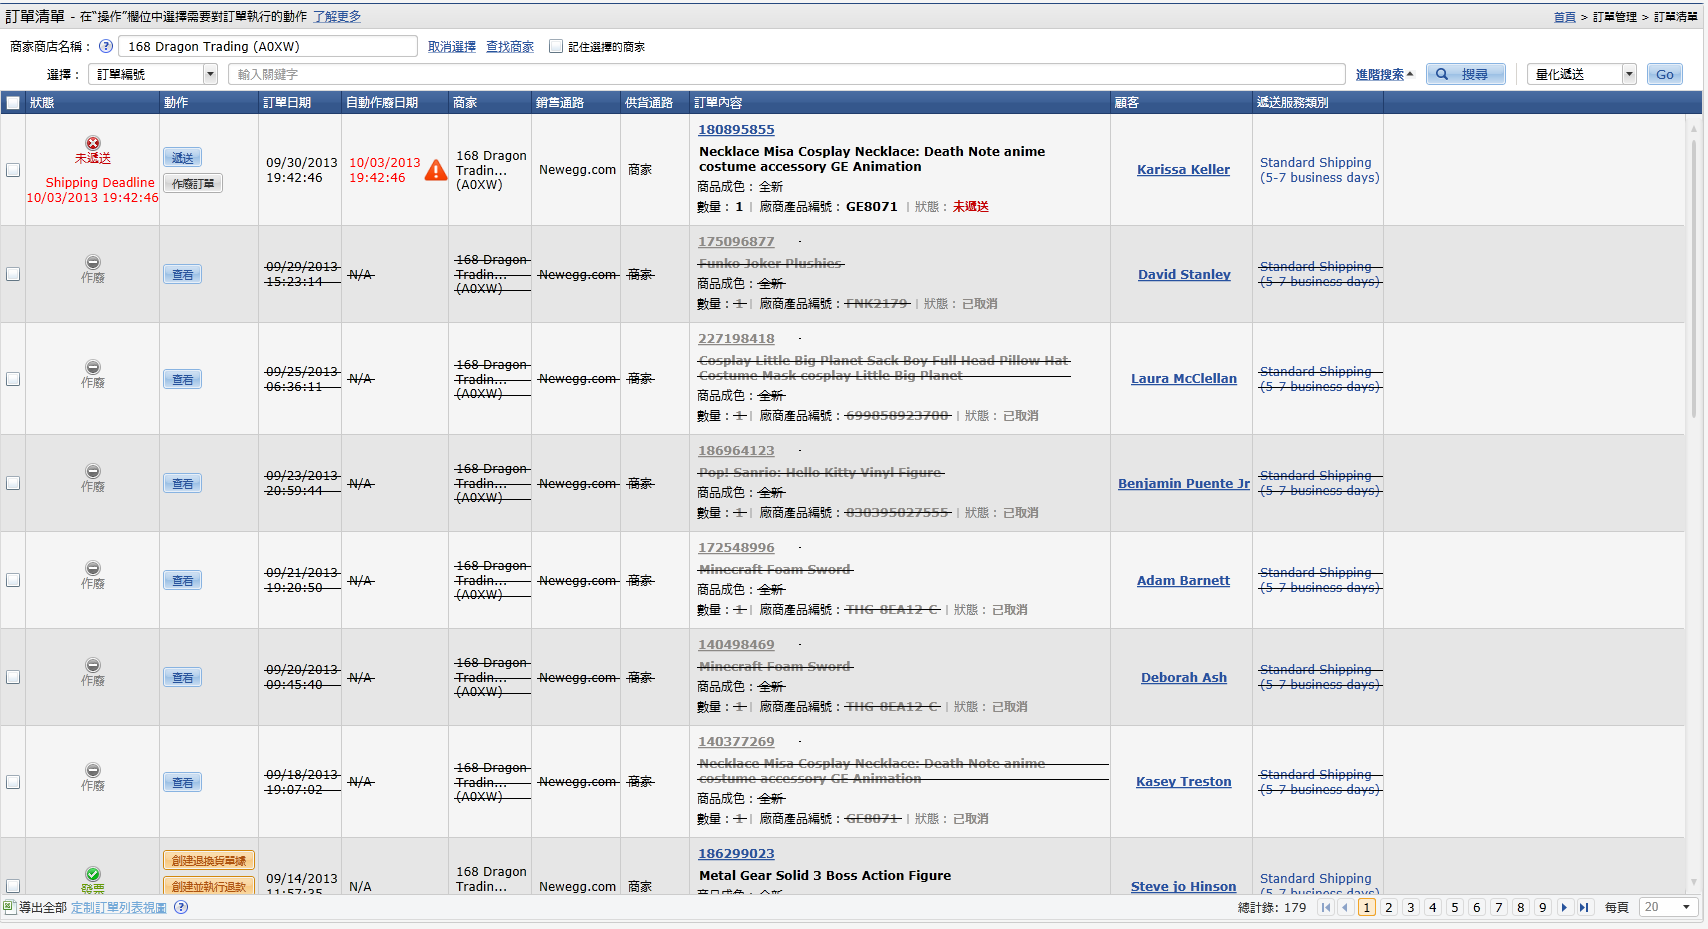 訂單清單 - 在“操作”欄位中選擇需要對訂單執行的動作 了解更多
首頁 > 訂單管理 > 訂單清單
商家商店名稱： ? 168 Dragon Trading (A0XW) 取消選擇 查找商家 記住選擇的商家
選擇： 訂單編號 輸入關鍵字 進階搜索 搜尋 量化遞送 Go
狀態 動作 訂單日期 自動作廢日期 商家 銷售通路 供貨通路 訂單內容 顧客 遞送服務類別
未遞送
Shipping Deadline
10/03/2013 19:42:46
遞送
作廢訂單
09/30/2013
19:42:46
10/03/2013
19:42:46
168 Dragon
Tradin...
(A0XW)
Newegg.com
商家
180895855
Necklace Misa Cosplay Necklace: Death Note anime
costume accessory GE Animation
商品成色：全新
數量：1 | 廠商產品編號：GE8071 | 狀態：未遞送
Karissa Keller
Standard Shipping
(5-7 business days)
作廢
查看
09/29/2013
15:23:14
N/A
168 Dragon
Tradin...
(A0XW)
Newegg.com
商家
175096877
Funko Joker Plushies
商品成色：全新
數量：1 | 廠商產品編號：FNK2179 | 狀態：已取消
David Stanley
Standard Shipping
(5-7 business days)
作廢
查看
09/25/2013
06:36:11
N/A
168 Dragon
Tradin...
(A0XW)
Newegg.com
商家
227198418
Cosplay Little Big Planet Sack Boy Full Head Pillow Hat
Costume Mask cosplay Little Big Planet
商品成色：全新
數量：1 | 廠商產品編號：699858923700 | 狀態：已取消
Laura McClellan
Standard Shipping
(5-7 business days)
作廢
查看
09/23/2013
20:59:44
N/A
168 Dragon
Tradin...
(A0XW)
Newegg.com
商家
186964123
Pop! Sanrio: Hello Kitty Vinyl Figure
商品成色：全新
數量：1 | 廠商產品編號：830395027555 | 狀態：已取消
Benjamin Puente Jr
Standard Shipping
(5-7 business days)
作廢
查看
09/21/2013
19:20:50
N/A
168 Dragon
Tradin...
(A0XW)
Newegg.com
商家
172548996
Minecraft Foam Sword
商品成色：全新
數量：1 | 廠商產品編號：THG-8EA12-C | 狀態：已取消
Adam Barnett
Standard Shipping
(5-7 business days)
作廢
查看
09/20/2013
09:45:40
N/A
168 Dragon
Tradin...
(A0XW)
Newegg.com
商家
140498469
Minecraft Foam Sword
商品成色：全新
數量：1 | 廠商產品編號：THG-8EA12-C | 狀態：已取消
Deborah Ash
Standard Shipping
(5-7 business days)
作廢
查看
09/18/2013
19:07:02
N/A
168 Dragon
Tradin...
(A0XW)
Newegg.com
商家
140377269
Necklace Misa Cosplay Necklace: Death Note anime
costume accessory GE Animation
商品成色：全新
數量：1 | 廠商產品編號：GE8071 | 狀態：已取消
Kasey Treston
Standard Shipping
(5-7 business days)
發票
創建退換貨單據
創建並執行退款
09/14/2013
11:57:35
N/A
168 Dragon
Tradin...
Newegg.com
商家
186299023
Metal Gear Solid 3 Boss Action Figure
商品成色：全新
Steve jo Hinson
Standard Shipping
(5-7 business days)
導出全部 定制訂單列表視圖 ?
總計錄: 179 1 2 3 4 5 6 7 8 9 每頁 20